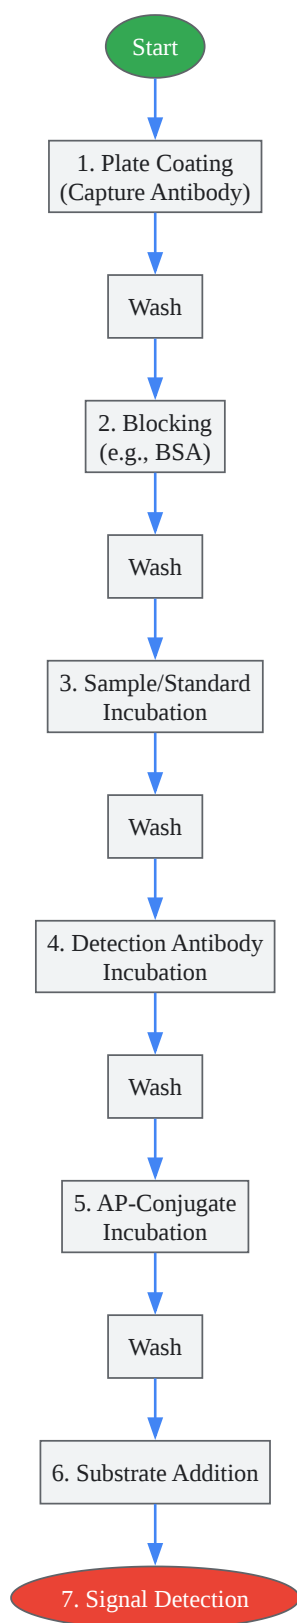 Start
1. Plate Coating
(Capture Antibody)
Wash
2. Blocking
(e.g., BSA)
Wash
3. Sample/Standard
Incubation
Wash
4. Detection Antibody
Incubation
Wash
5. AP-Conjugate
Incubation
Wash
6. Substrate Addition
7. Signal Detection